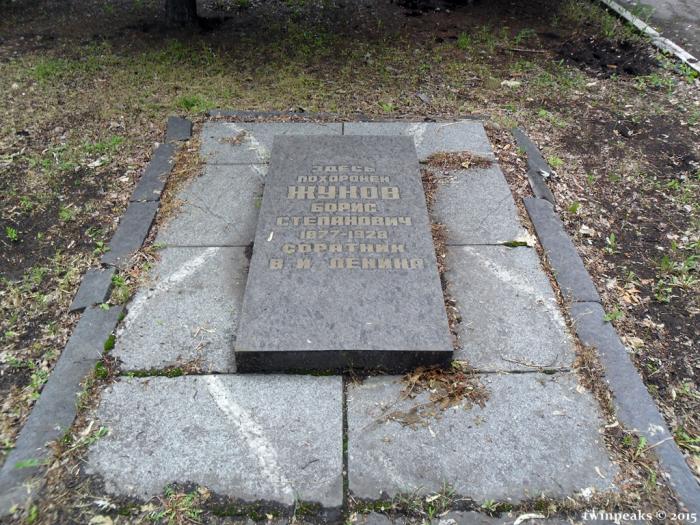 ЗДЕСЬ
ПОХОРОНЕН
ЖУКОВ
БОРИС
СТЕПАНОВИЧ
1877-1928
СОРАТНИК
В И ЛЕНИНА
twinpeaks © 2015